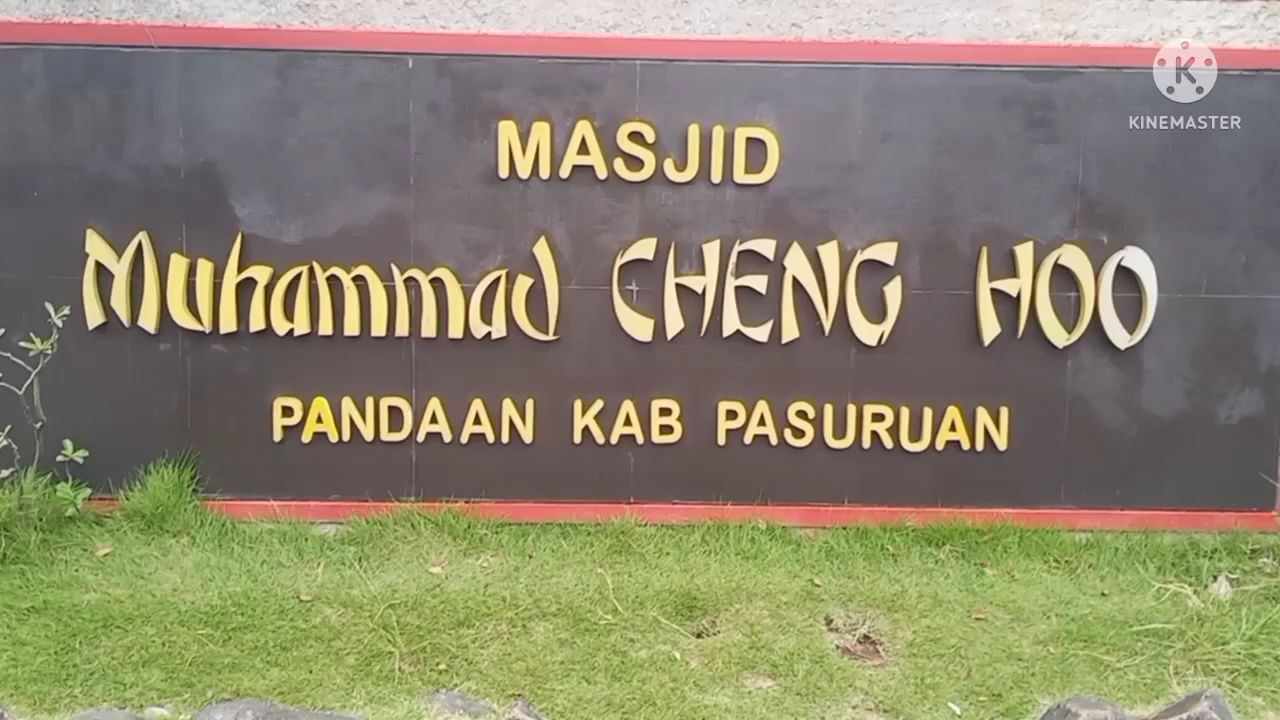 K
KINEMASTER
MASJID
Muhammad CHENG HOO
PANDAAN KAB PASURUAN